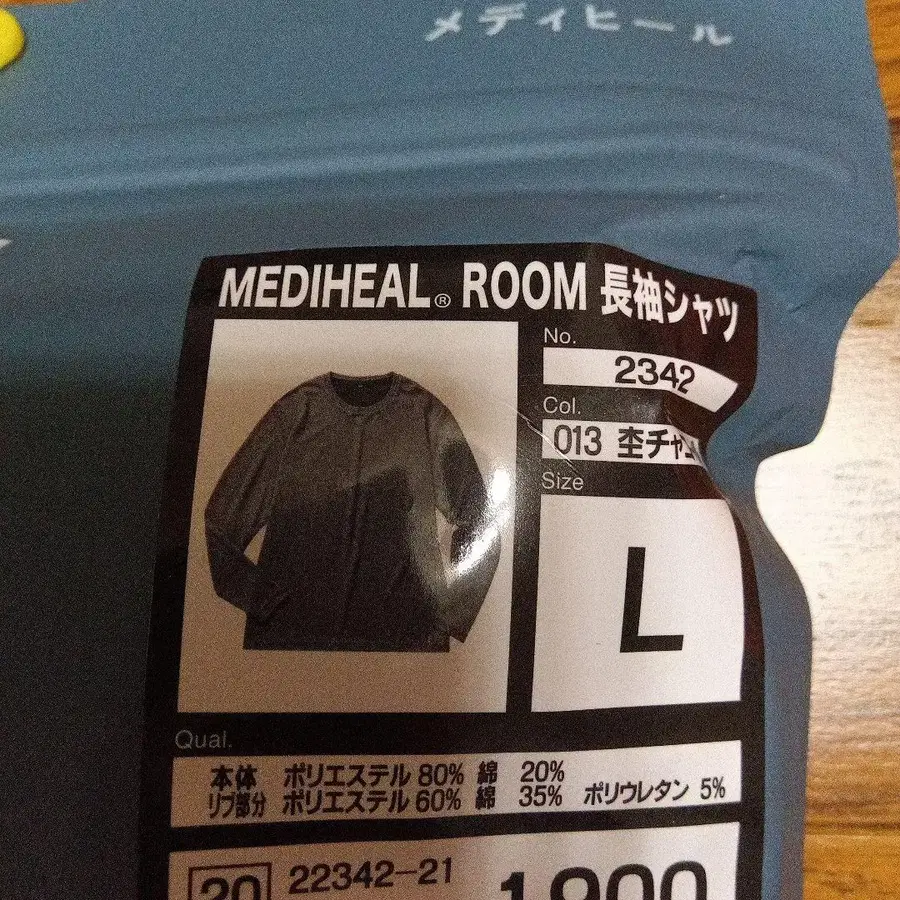 メディヒール
MEDIHEAL® ROOM 長袖シャツ
No.
2342
Col.
013 杢チャ
Size
L
Qual.
本体 ポリエステル 80% 綿 20%
リブ部分 ポリエステル 60% 綿 35% ポリウレタン 5%
20 22342-21
1900